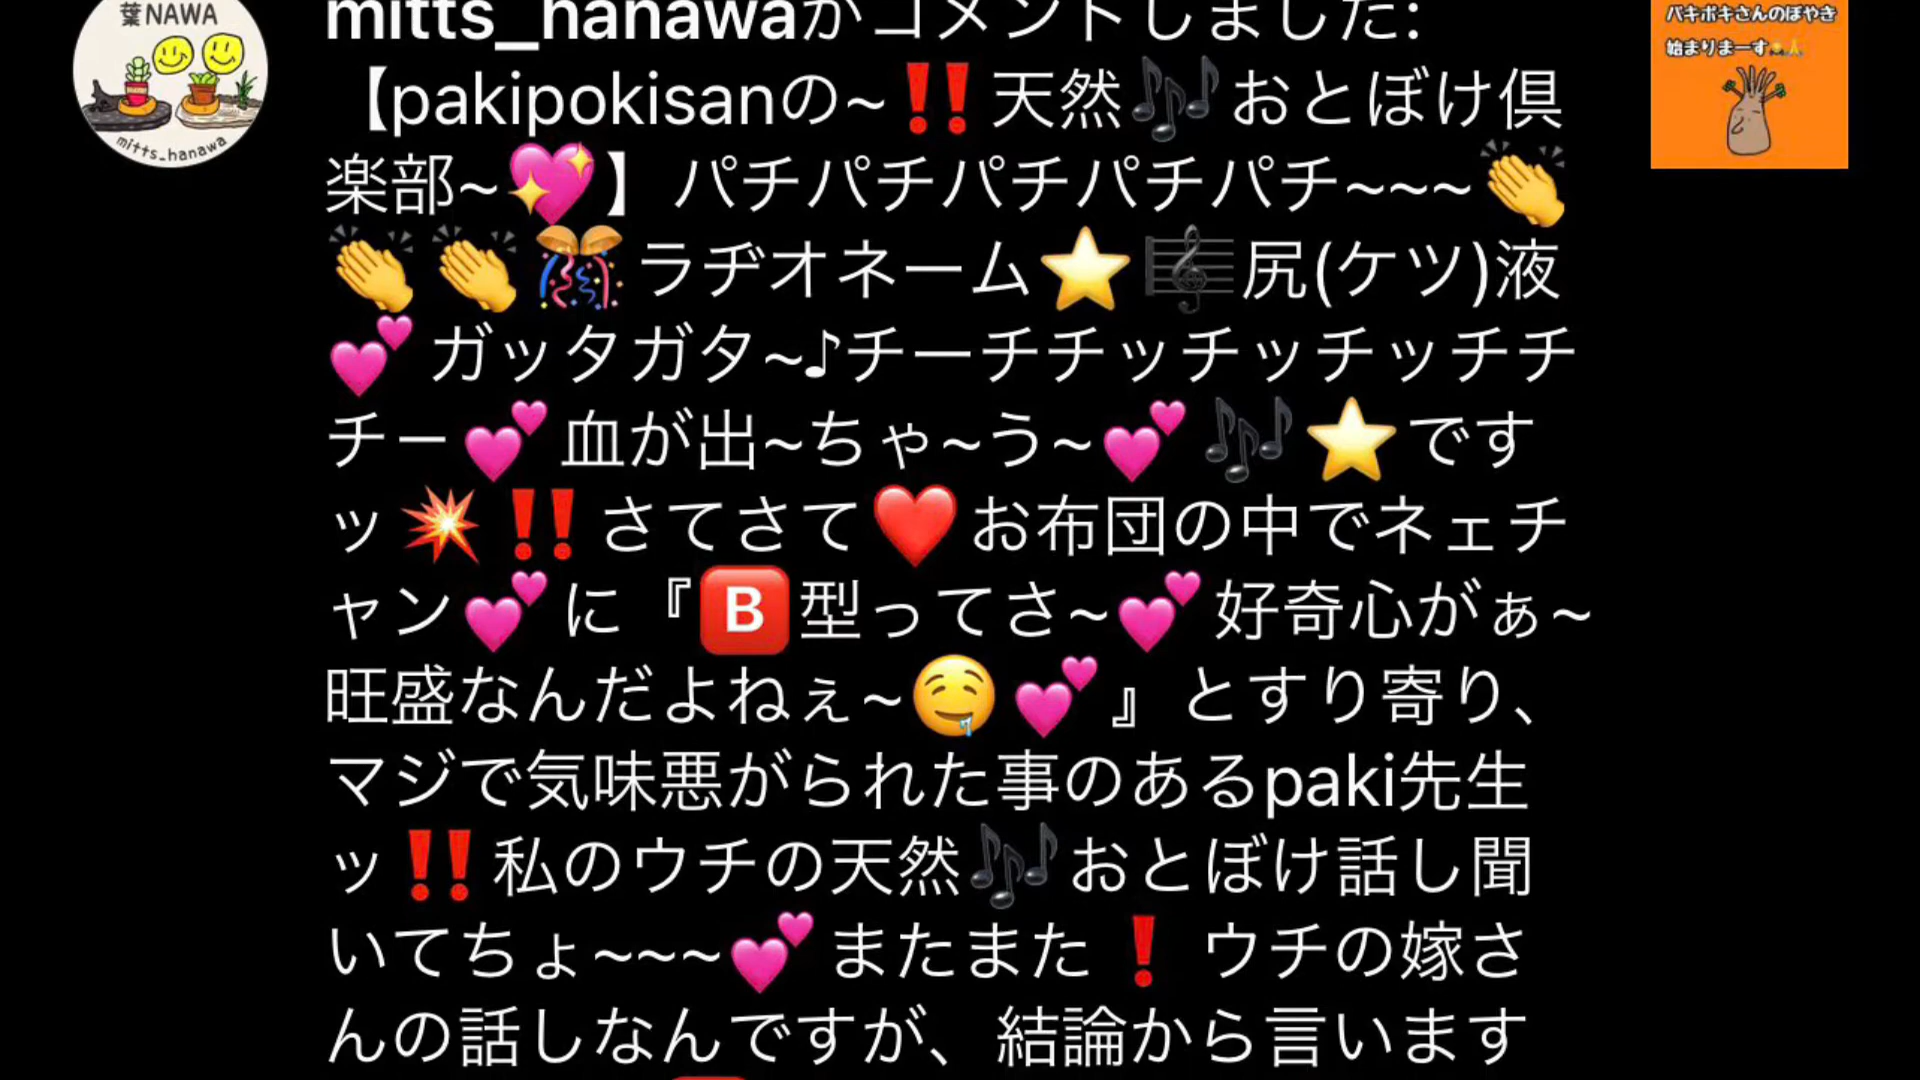 葉NAWA
mitts_hanawa
パキポキさんのぼやき
始まりまーす
mitts_hanawaがコメントしました:
【pakipokisanの~‼️天然🎶おとぼけ倶
楽部~💖】 パチパチパチパチパチ~~~👏
👏👏🎊ラヂオネーム⭐🎼尻(ケツ)液
💕ガッタガタ~♪チーチチッチッチッチチ
チー💕血が出~ちゃ~う~💕🎶⭐です
ッ💥‼️さてさて❤️お布団の中でネェチ
ャン💕に『🅱️型ってさ~💕好奇心がぁ~
旺盛なんだよねぇ~🤤💕』とすり寄り、
マジで気味悪がられた事のあるpaki先生
ッ‼️私のウチの天然🎶おとぼけ話し聞
いてちょ~~~💕またまた❗ウチの嫁さ
んの話しなんですが、結論から言います